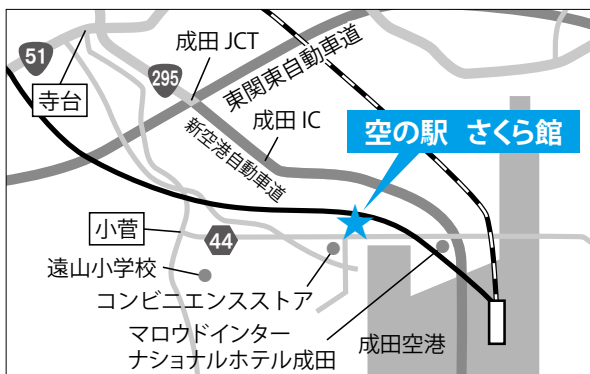 51
寺台
295
成田 JCT
東関東自動車道
新空港自動車道
成田 IC
空の駅 さくら館
小菅
44
遠山小学校
コンビニエンスストア
マロウドインター
ナショナルホテル成田
成田空港